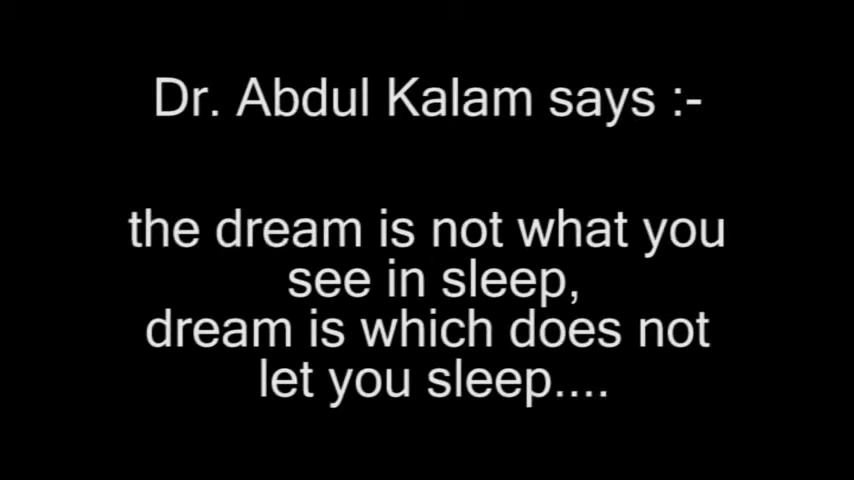 Dr. Abdul Kalam says :-
the dream is not what you
see in sleep,
dream is which does not
let you sleep....